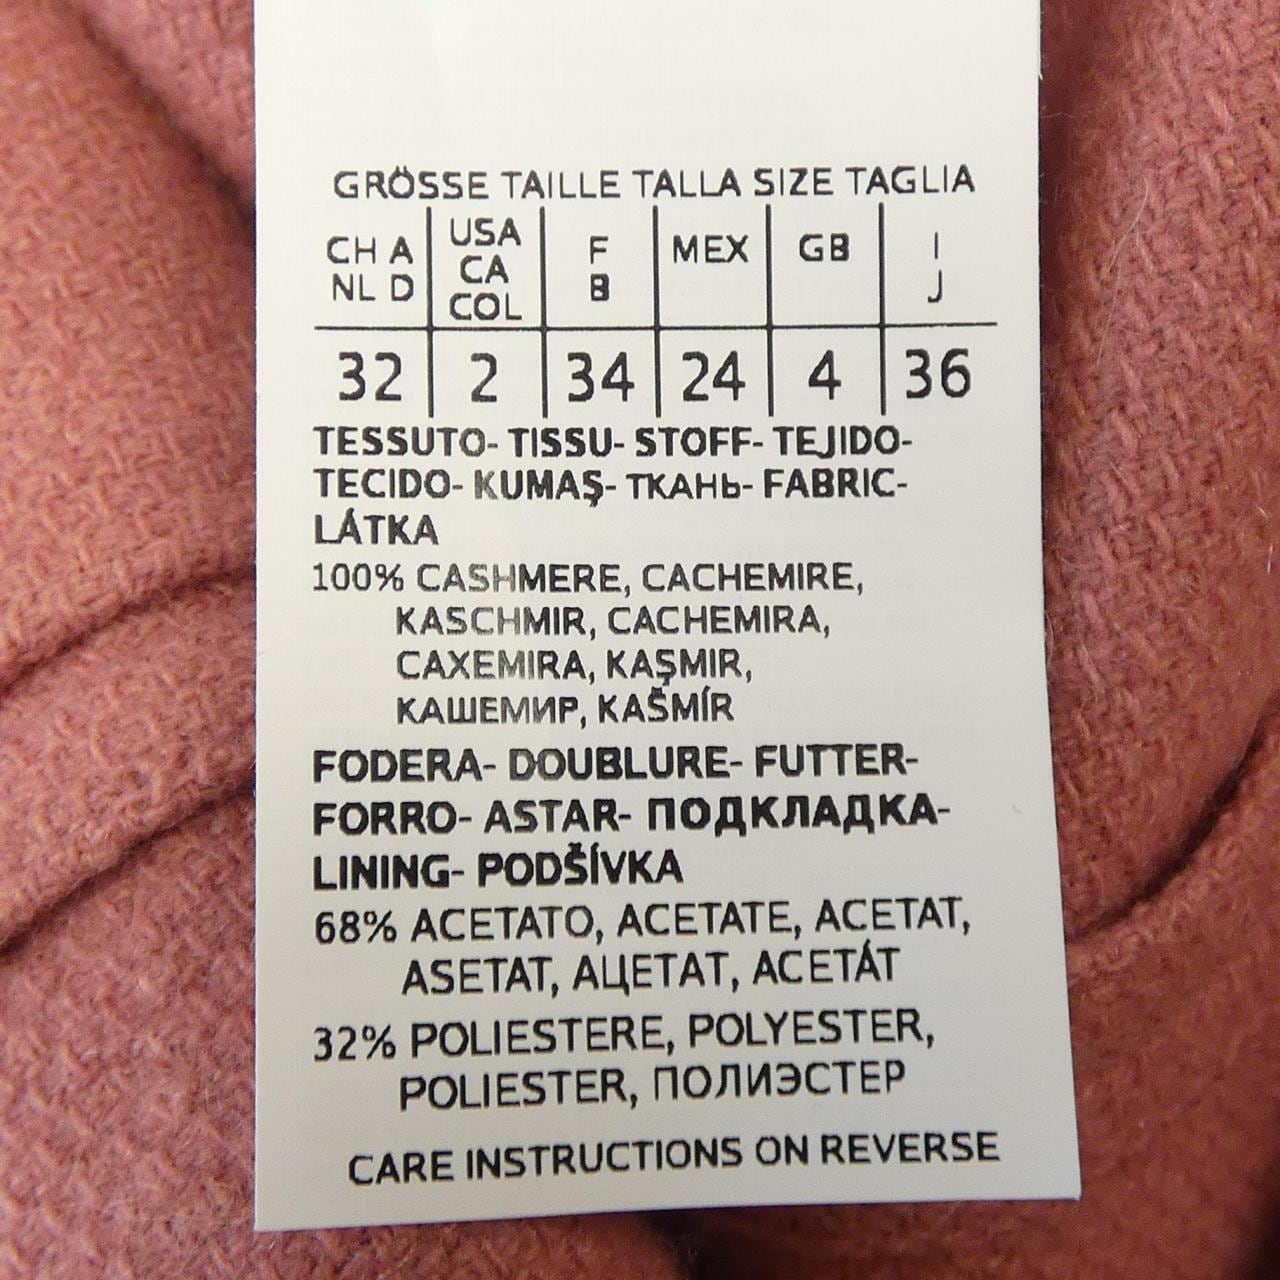 GRÖSSE TAILLE TALLA SIZE TAGLIA
CH A NL D USA CA COL F B MEX GB I J
32 2 34 24 4 36
TESSUTO- TISSU- STOFF- TEJIDO-
TECIDO- KUMAŞ- ТКАНЬ- FABRIC-
LÁTKA
100% CASHMERE, CACHEMIRE,
KASCHMIR, CACHEMIRA,
CAXEMIRA, KAŞMIR,
КАШЕМИР, KAŠMÍR
FODERA- DOUBLURE- FUTTER-
FORRO- ASTAR- ПОДКЛАДКА-
LINING- PODŠÍVKA
68% ACETATO, ACETATE, ACETAT,
ASETAT, АЦЕТАТ, ACETÁT
32% POLIESTERE, POLYESTER,
POLIESTER, ПОЛИЭСТЕР
CARE INSTRUCTIONS ON REVERSE